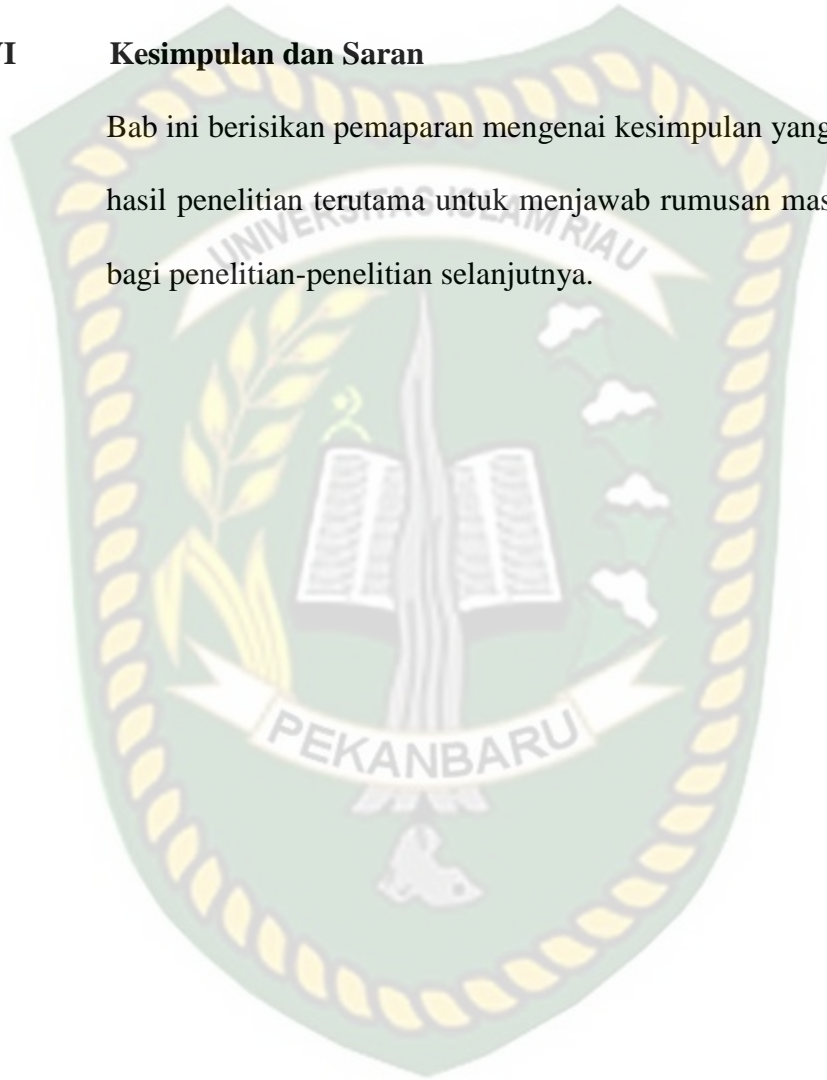 VI Kesimpulan dan Saran
Bab ini berisikan pemaparan mengenai kesimpulan yang
hasil penelitian terutama untuk menjawab rumusan
bagi penelitian-penelitian selanjutnya.
UNIVERSITAS ISLAM RIAU
PEKANBARU